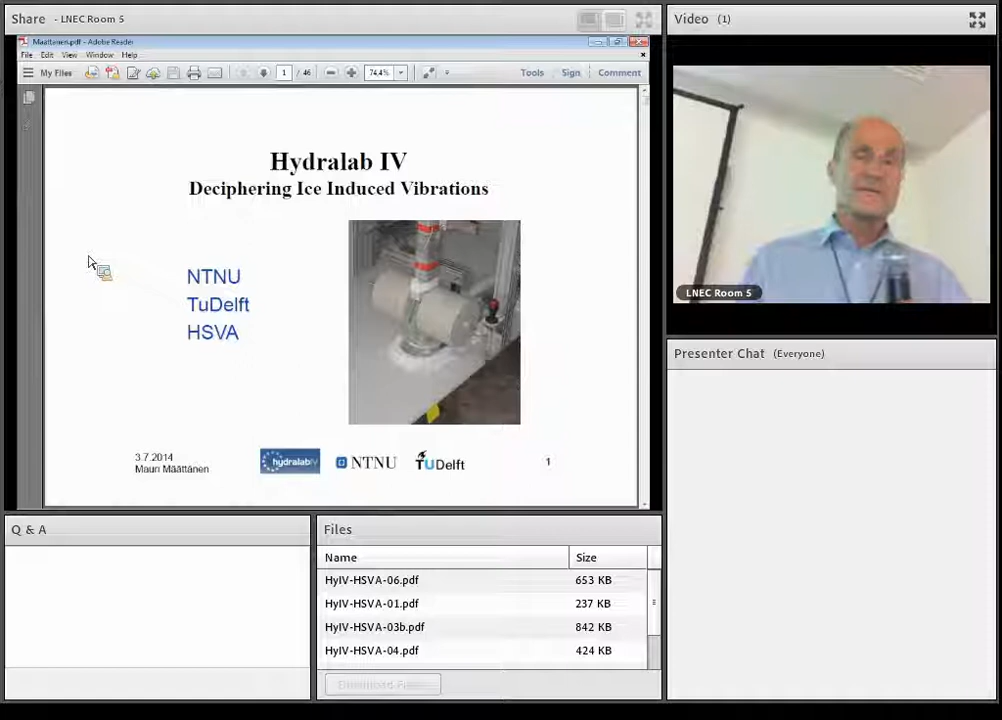 Share - LNEC Room 5
Maattanen.pdf - Adobe Reader
File Edit View Window Help
My Files 1 / 46 74,4% Tools Sign Comment
Hydralab IV
Deciphering Ice Induced Vibrations
NTNU
TuDelft
HSVA
3.7.2014
Mauri Määttänen
hydralab IV NTNU TUDelft 1
Video (1)
LNEC Room 5
Presenter Chat (Everyone)
Q & A
Files
Name Size
HyIV-HSVA-06.pdf 653 KB
HyIV-HSVA-01.pdf 237 KB
HyIV-HSVA-03b.pdf 842 KB
HyIV-HSVA-04.pdf 424 KB